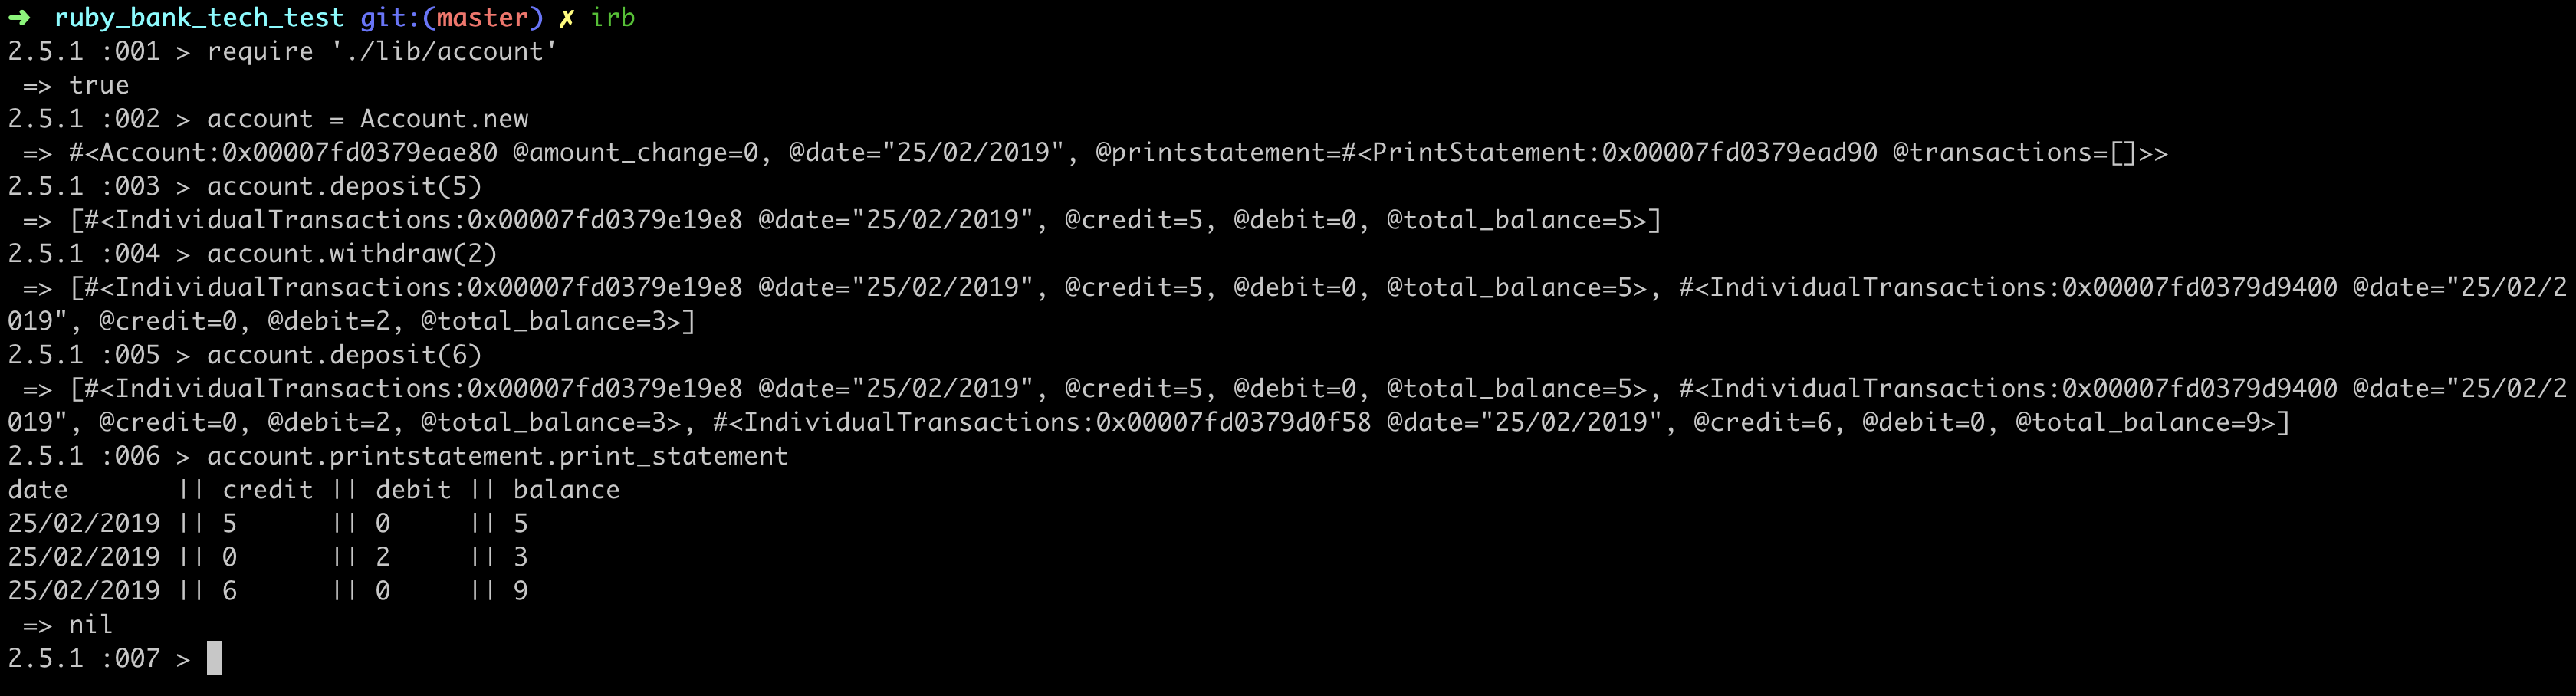 ➜  ruby_bank_tech_test git:(master) ✗ irb
2.5.1 :001 > require './lib/account'
 => true
2.5.1 :002 > account = Account.new
 => #<Account:0x00007fd0379eae80 @amount_change=0, @date="25/02/2019", @printstatement=#<PrintStatement:0x00007fd0379ead90 @transactions=[]>>
2.5.1 :003 > account.deposit(5)
 => [#<IndividualTransactions:0x00007fd0379e19e8 @date="25/02/2019", @credit=5, @debit=0, @total_balance=5>]
2.5.1 :004 > account.withdraw(2)
 => [#<IndividualTransactions:0x00007fd0379e19e8 @date="25/02/2019", @credit=5, @debit=0, @total_balance=5>, #<IndividualTransactions:0x00007fd0379d9400 @date="25/02/2
019", @credit=0, @debit=2, @total_balance=3>]
2.5.1 :005 > account.deposit(6)
 => [#<IndividualTransactions:0x00007fd0379e19e8 @date="25/02/2019", @credit=5, @debit=0, @total_balance=5>, #<IndividualTransactions:0x00007fd0379d9400 @date="25/02/2
019", @credit=0, @debit=2, @total_balance=3>, #<IndividualTransactions:0x00007fd0379d0f58 @date="25/02/2019", @credit=6, @debit=0, @total_balance=9>]
2.5.1 :006 > account.printstatement.print_statement
date       || credit || debit || balance
25/02/2019 || 5      || 0     || 5
25/02/2019 || 0      || 2     || 3
25/02/2019 || 6      || 0     || 9
 => nil
2.5.1 :007 >